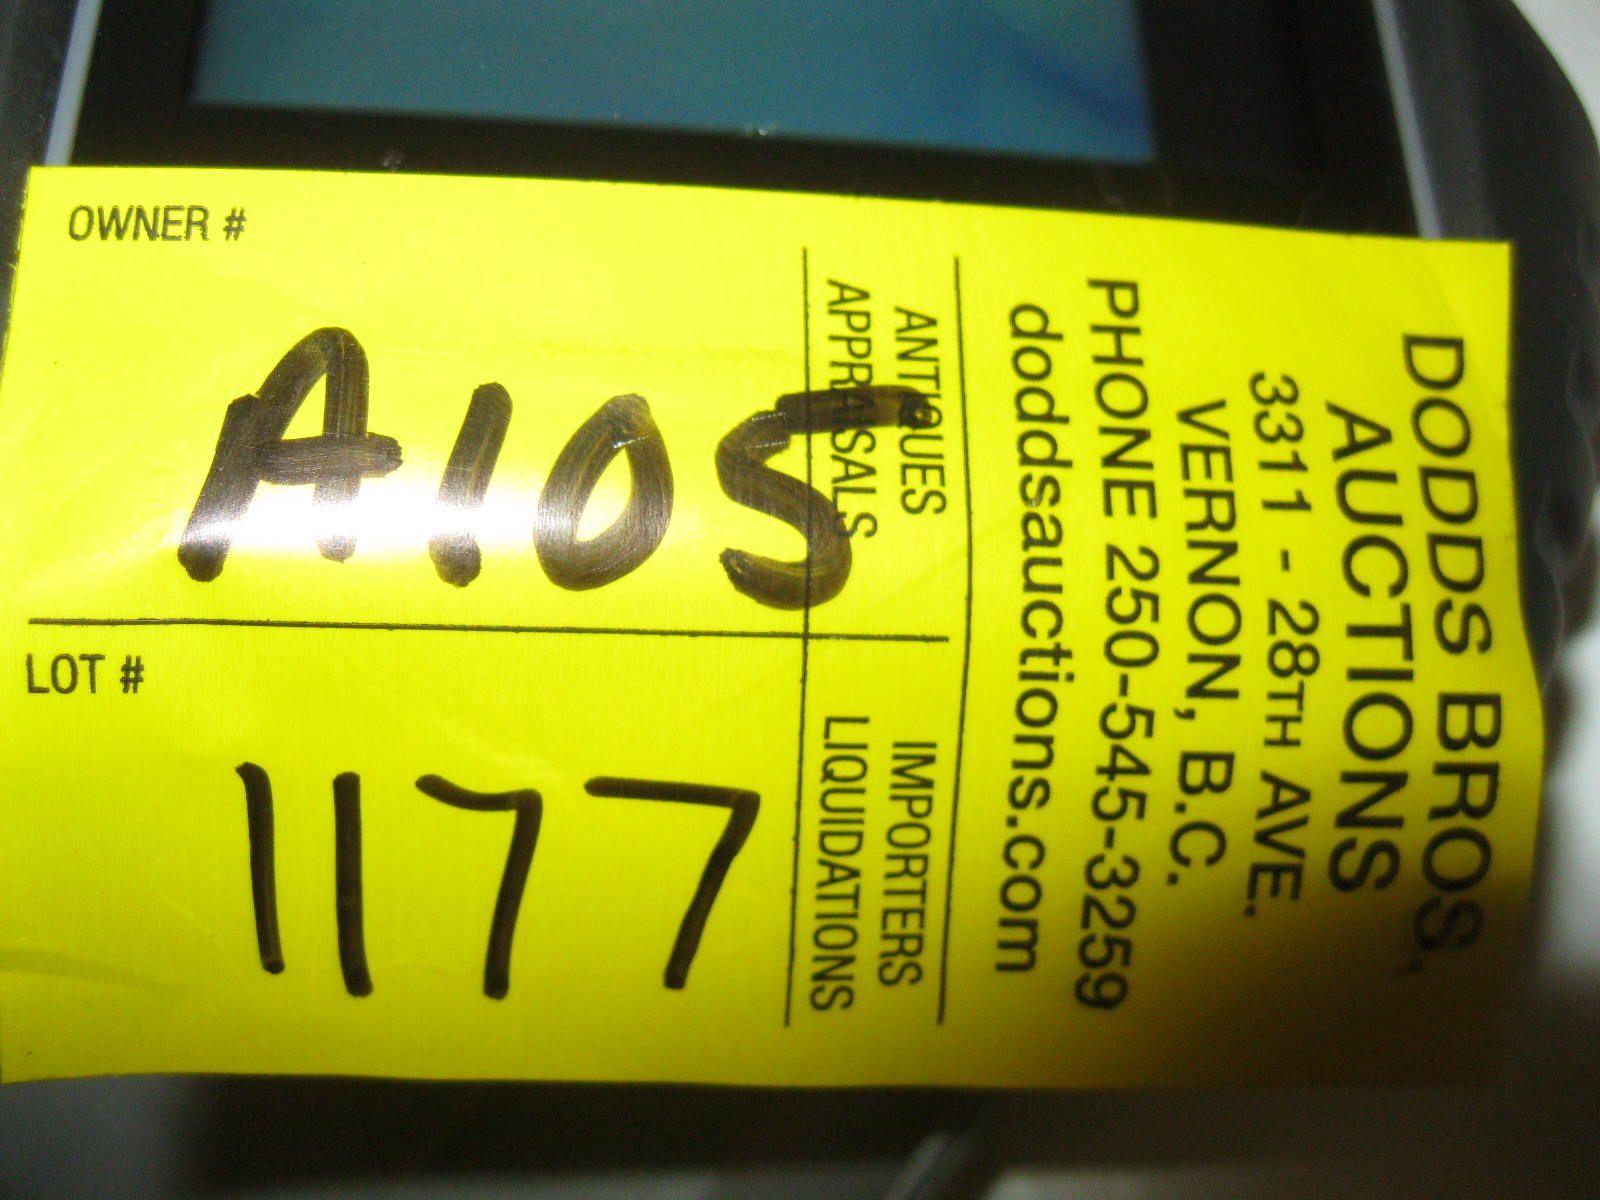 DODDS BROS.
AUCTIONS
3311 - 28TH AVE.
VERNON, B.C.
PHONE 250-545-3259
doddsauctions.com
ANTIQUES
APPRAISALS
IMPORTERS
LIQUIDATIONS
OWNER #
A105
LOT #
1177